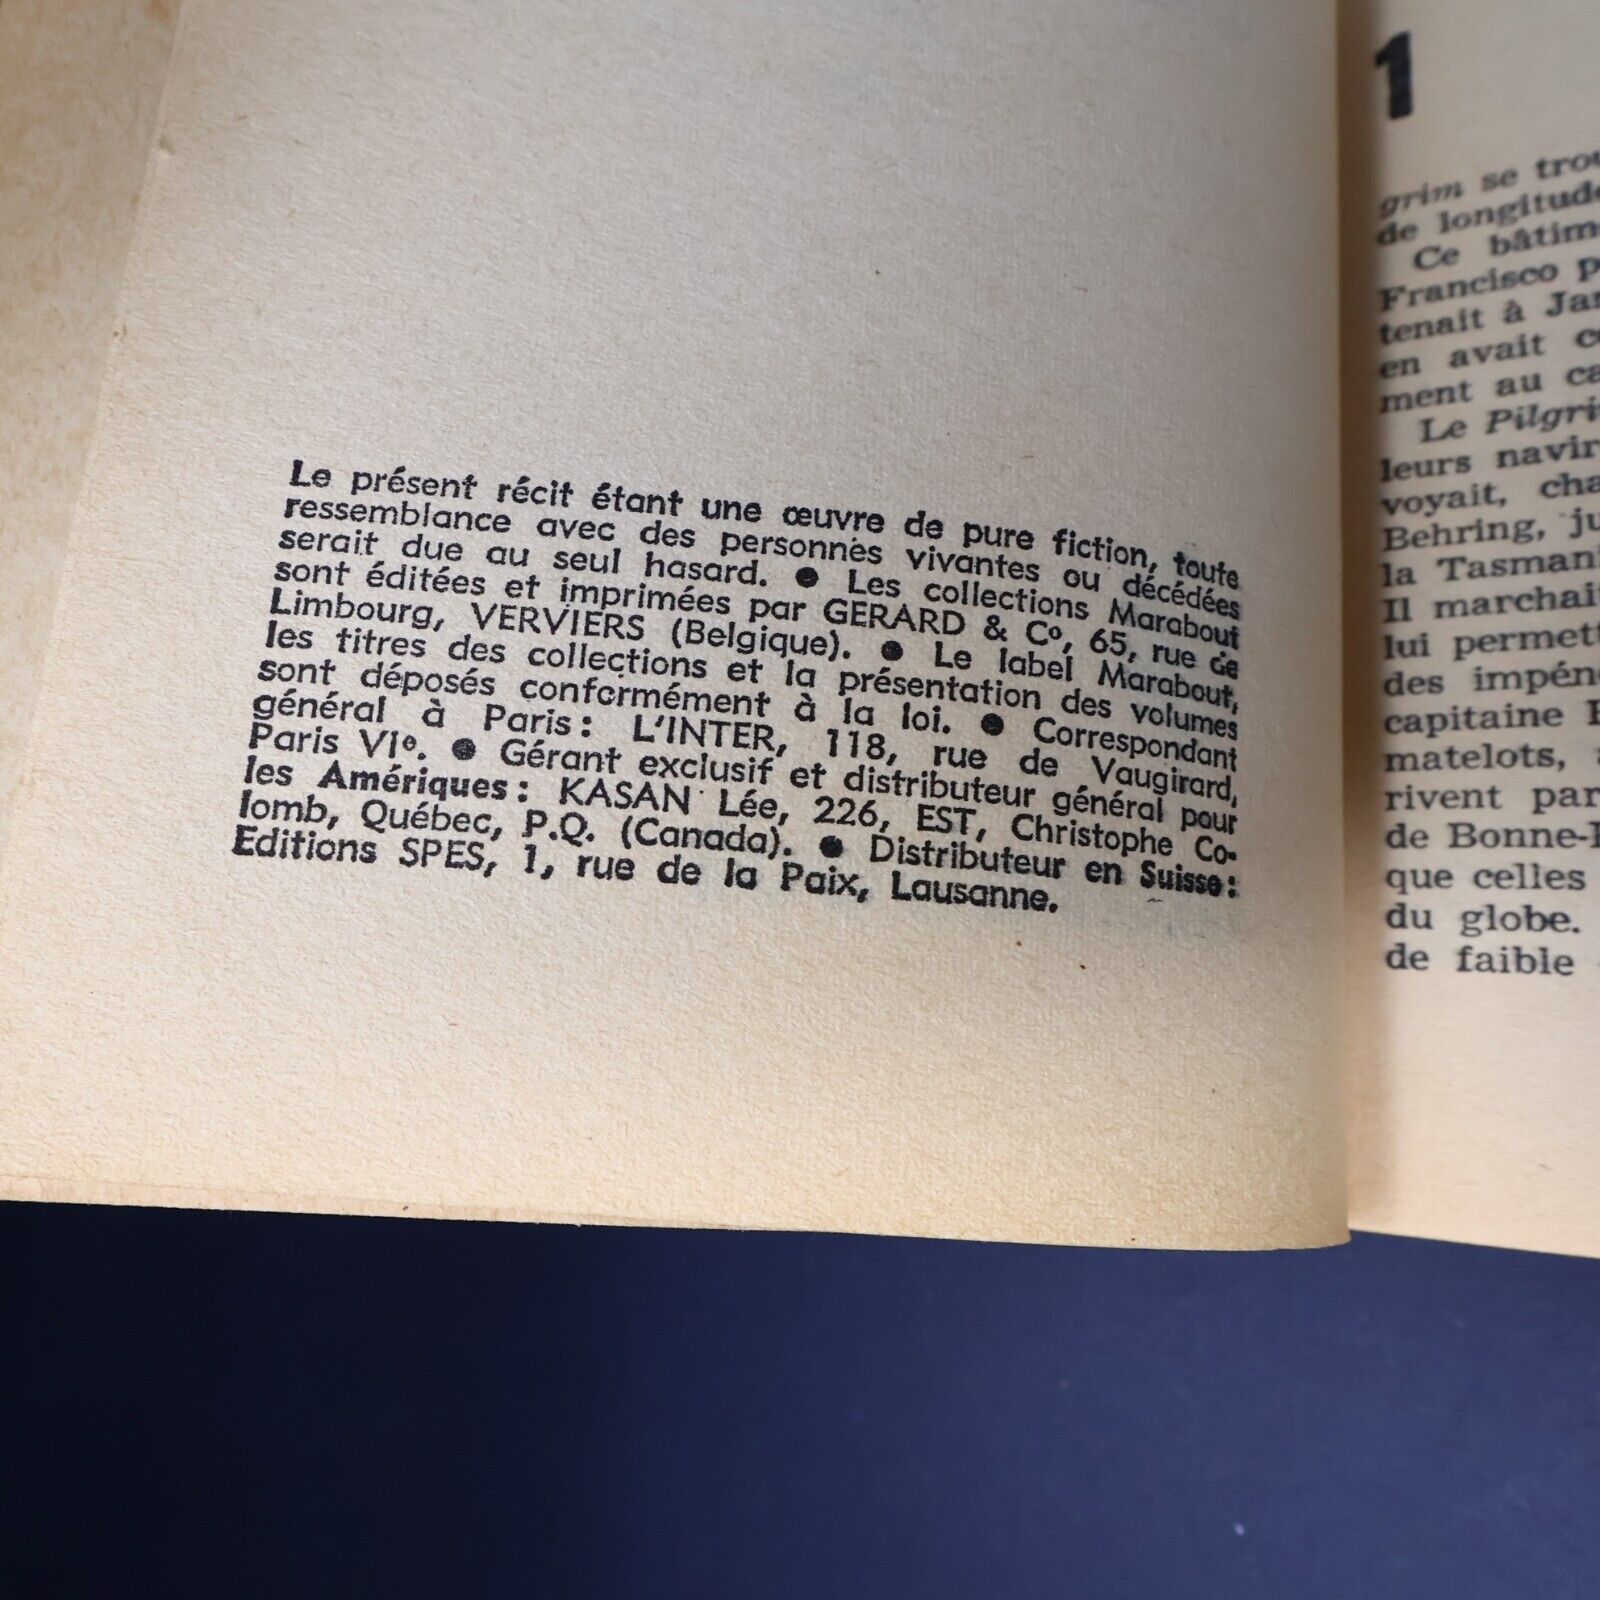 Le présent récit étant une œuvre de pure fiction, toute
ressemblance avec des personnes vivantes ou décédées
serait due au seul hasard. ● Les collections Marabout
sont éditées et imprimées par GERARD & Cº, 65, rue de
Limbourg, VERVIERS (Belgique). ● Le label Marabout,
les titres des collections et la présentation des volumes
sont déposés conformément à la loi. ● Correspondant
général à Paris : L'INTER, 118, rue de Vaugirard,
Paris VIe. ● Gérant exclusif et distributeur général pour
les Amériques : KASAN Lée, 226, EST, Christophe Co-
lomb, Québec, P.Q. (Canada). ● Distributeur en Suisse :
Editions SPES, 1, rue de la Paix, Lausanne.
1
grim se trou
de longitude
Ce bâtim
Francisco p
tenait à Ja
en avait c
ment au ca
Le Pilgri
leurs navir
voyait, cha
Behring, ju
la Tasmani
Il marchait
lui permett
des impén
capitaine
matelots,
rivent par
de Bonne-
que celles
du globe.
de faible